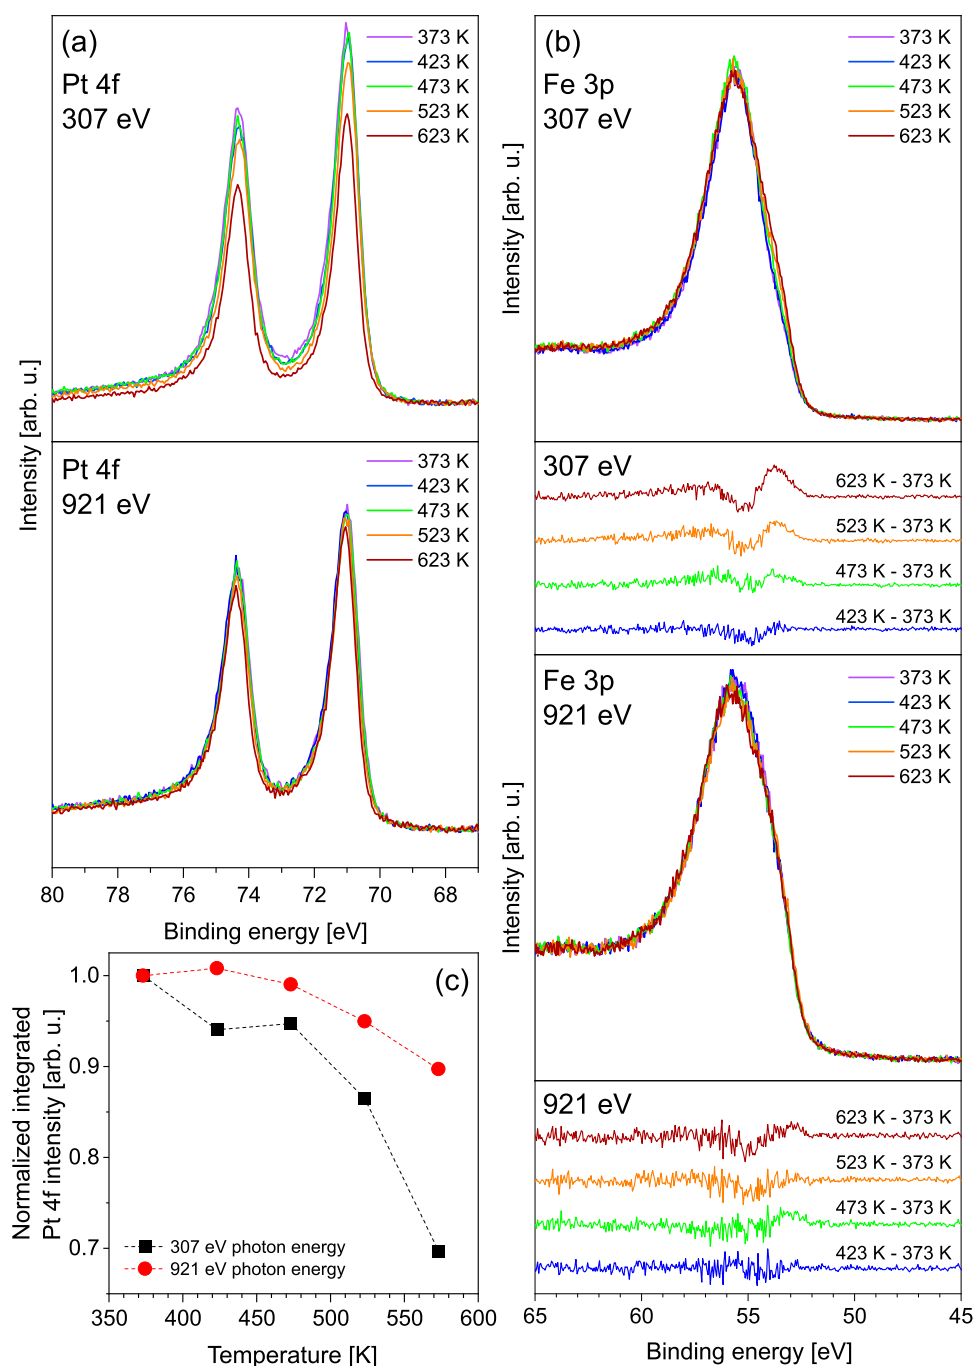 (a)
Pt 4f
307 eV
373 K
423 K
473 K
523 K
623 K
Pt 4f
921 eV
373 K
423 K
473 K
523 K
623 K
Intensity [arb. u.]
80
78
76
74
72
70
68
Binding energy [eV]
(b)
Fe 3p
307 eV
373 K
423 K
473 K
523 K
623 K
Intensity [arb. u.]
307 eV
623 K - 373 K
523 K - 373 K
473 K - 373 K
423 K - 373 K
Fe 3p
921 eV
373 K
423 K
473 K
523 K
623 K
Intensity [arb. u.]
921 eV
623 K - 373 K
523 K - 373 K
473 K - 373 K
423 K - 373 K
65
60
55
50
45
Binding energy [eV]
(c)
Normalized integrated
Pt 4f intensity [arb. u.]
1.0
0.9
0.8
0.7
307 eV photon energy
921 eV photon energy
350
400
450
500
550
600
Temperature [K]